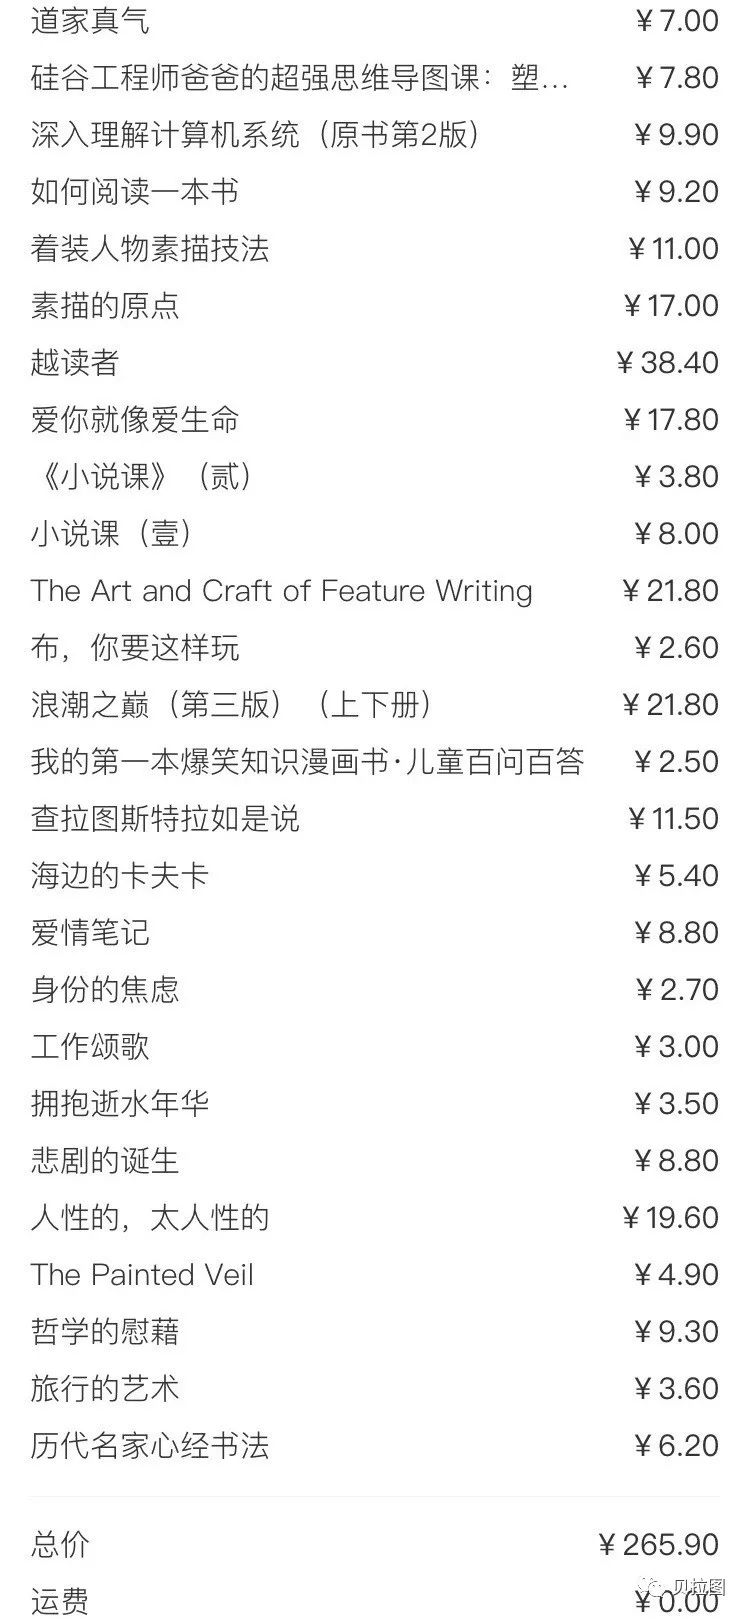 道家真气 ￥7.00
硅谷工程师爸爸的超强思维导图课：塑... ￥7.80
深入理解计算机系统（原书第2版） ￥9.90
如何阅读一本书 ￥9.20
着装人物素描技法 ￥11.00
素描的原点 ￥17.00
越读者 ￥38.40
爱你就像爱生命 ￥17.80
《小说课》（贰） ￥3.80
小说课（壹） ￥8.00
The Art and Craft of Feature Writing ￥21.80
布，你要这样玩 ￥2.60
浪潮之巅（第三版）（上下册） ￥21.80
我的第一本爆笑知识漫画书·儿童百问百答 ￥2.50
查拉图斯特拉如是说 ￥11.50
海边的卡夫卡 ￥5.40
爱情笔记 ￥8.80
身份的焦虑 ￥2.70
工作颂歌 ￥3.00
拥抱逝水年华 ￥3.50
悲剧的诞生 ￥8.80
人性的，太人性的 ￥19.60
The Painted Veil ￥4.90
哲学的慰藉 ￥9.30
旅行的艺术 ￥3.60
历代名家心经书法 ￥6.20
总价 ￥265.90
运费 ￥0.00
贝拉图